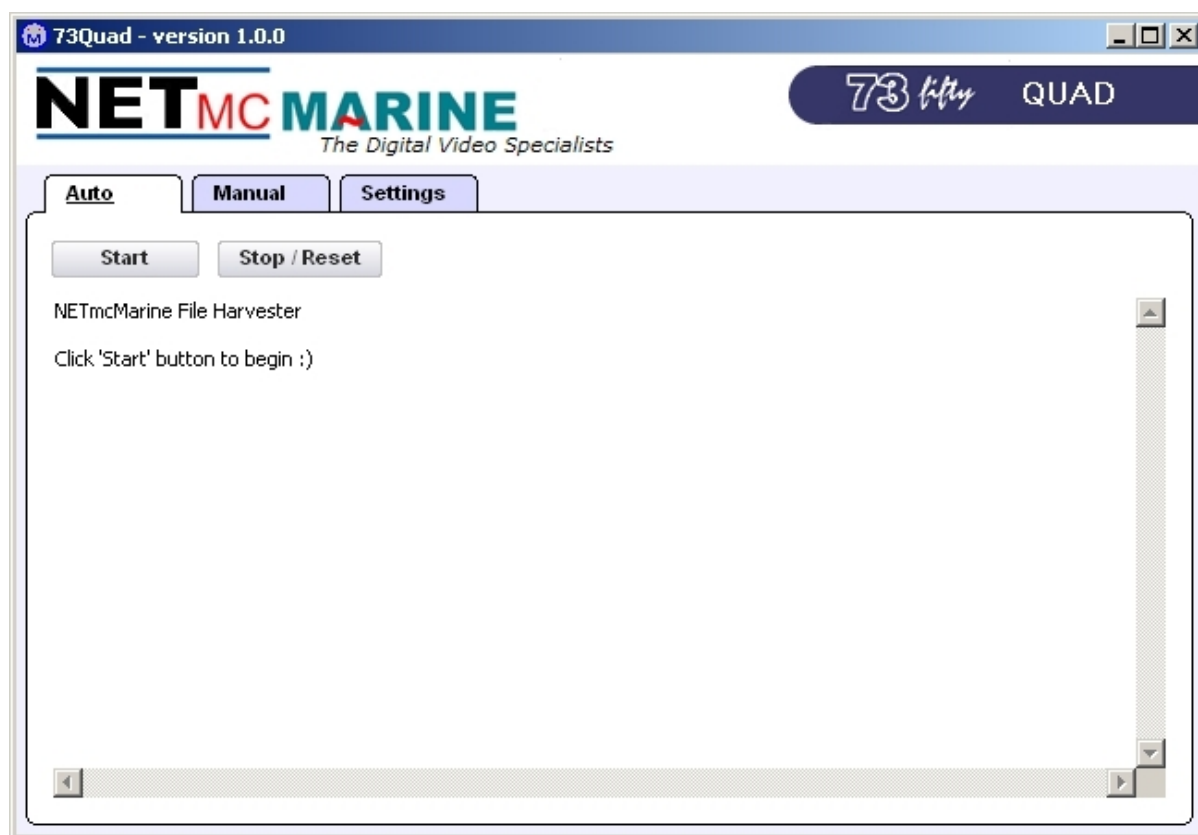 73Quad - version 1.0.0
NETMC MARINE
The Digital Video Specialists
73 fifty QUAD
Auto Manual Settings
Start Stop / Reset
NETmcMarine File Harvester
Click 'Start' button to begin :)